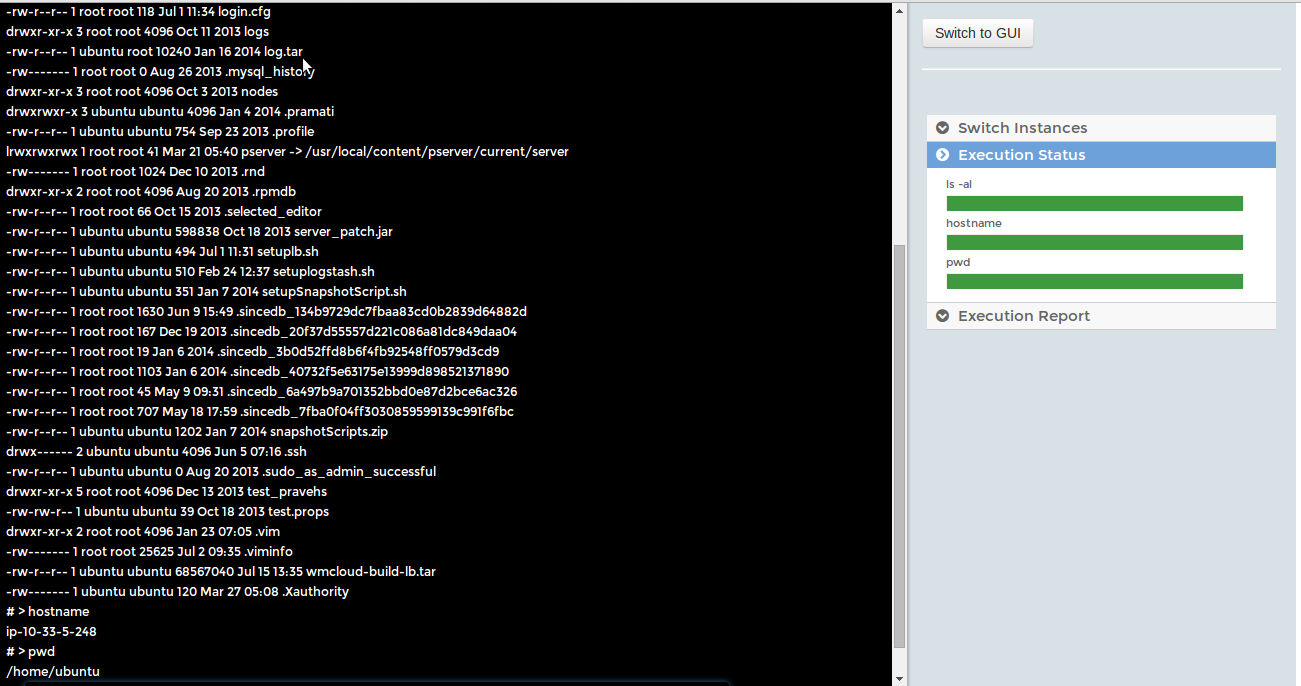 -rw-r--r-- 1 root root 118 Jul 1 11:34 login.cfg
drwxr-xr-x 3 root root 4096 Oct 11 2013 logs
-rw-r--r-- 1 ubuntu root 10240 Jan 16 2014 log.tar
-rw------- 1 root root 0 Aug 26 2013 .mysql_history
drwxr-xr-x 3 root root 4096 Oct 3 2013 nodes
drwxrwxr-x 3 ubuntu ubuntu 4096 Jan 4 2014 .pramati
-rw-r--r-- 1 ubuntu ubuntu 754 Sep 23 2013 .profile
lrwxrwxrwx 1 root root 41 Mar 21 05:40 pserver -> /usr/local/content/pserver/current/server
-rw------- 1 root root 1024 Dec 10 2013 .rnd
drwxr-xr-x 2 root root 4096 Aug 20 2013 .rpmdb
-rw-r--r-- 1 root root 66 Oct 15 2013 .selected_editor
-rw-r--r-- 1 ubuntu ubuntu 598838 Oct 18 2013 server_patch.jar
-rw-r--r-- 1 ubuntu ubuntu 494 Jul 1 11:31 setuplb.sh
-rw-r--r-- 1 ubuntu ubuntu 510 Feb 24 12:37 setuplogstash.sh
-rw-r--r-- 1 ubuntu ubuntu 351 Jan 7 2014 setupSnapshotScript.sh
-rw-r--r-- 1 root root 1630 Jun 9 15:49 .sincedb_134b9729dc7fbaa83cd0b2839d64882d
-rw-r--r-- 1 root root 167 Dec 19 2013 .sincedb_20f37d55557d221c086a81dc849daa04
-rw-r--r-- 1 root root 19 Jan 6 2014 .sincedb_3b0d52ffd8b6f4fb92548ff0579d3cd9
-rw-r--r-- 1 root root 1103 Jan 6 2014 .sincedb_40732f5e63175e13999d898521371890
-rw-r--r-- 1 root root 45 May 9 09:31 .sincedb_6a497b9a701352bbd0e87d2bce6ac326
-rw-r--r-- 1 root root 707 May 18 17:59 .sincedb_7fba0f04ff3030859599139c991f6fbc
-rw-r--r-- 1 ubuntu ubuntu 1202 Jan 7 2014 snapshotScripts.zip
drwx------ 2 ubuntu ubuntu 4096 Jun 5 07:16 .ssh
-rw-r--r-- 1 ubuntu ubuntu 0 Aug 20 2013 .sudo_as_admin_successful
drwxr-xr-x 5 root root 4096 Dec 13 2013 test_pravehs
-rw-rw-r-- 1 ubuntu ubuntu 39 Oct 18 2013 test.props
drwxr-xr-x 2 root root 4096 Jan 23 07:05 .vim
-rw------- 1 root root 25625 Jul 2 09:35 .viminfo
-rw-r--r-- 1 ubuntu ubuntu 68567040 Jul 15 13:35 wmcloud-build-lb.tar
-rw------- 1 ubuntu ubuntu 120 Mar 27 05:08 .Xauthority
# > hostname
ip-10-33-5-248
# > pwd
/home/ubuntu
Switch to GUI
Switch Instances
Execution Status
ls -al
hostname
pwd
Execution Report